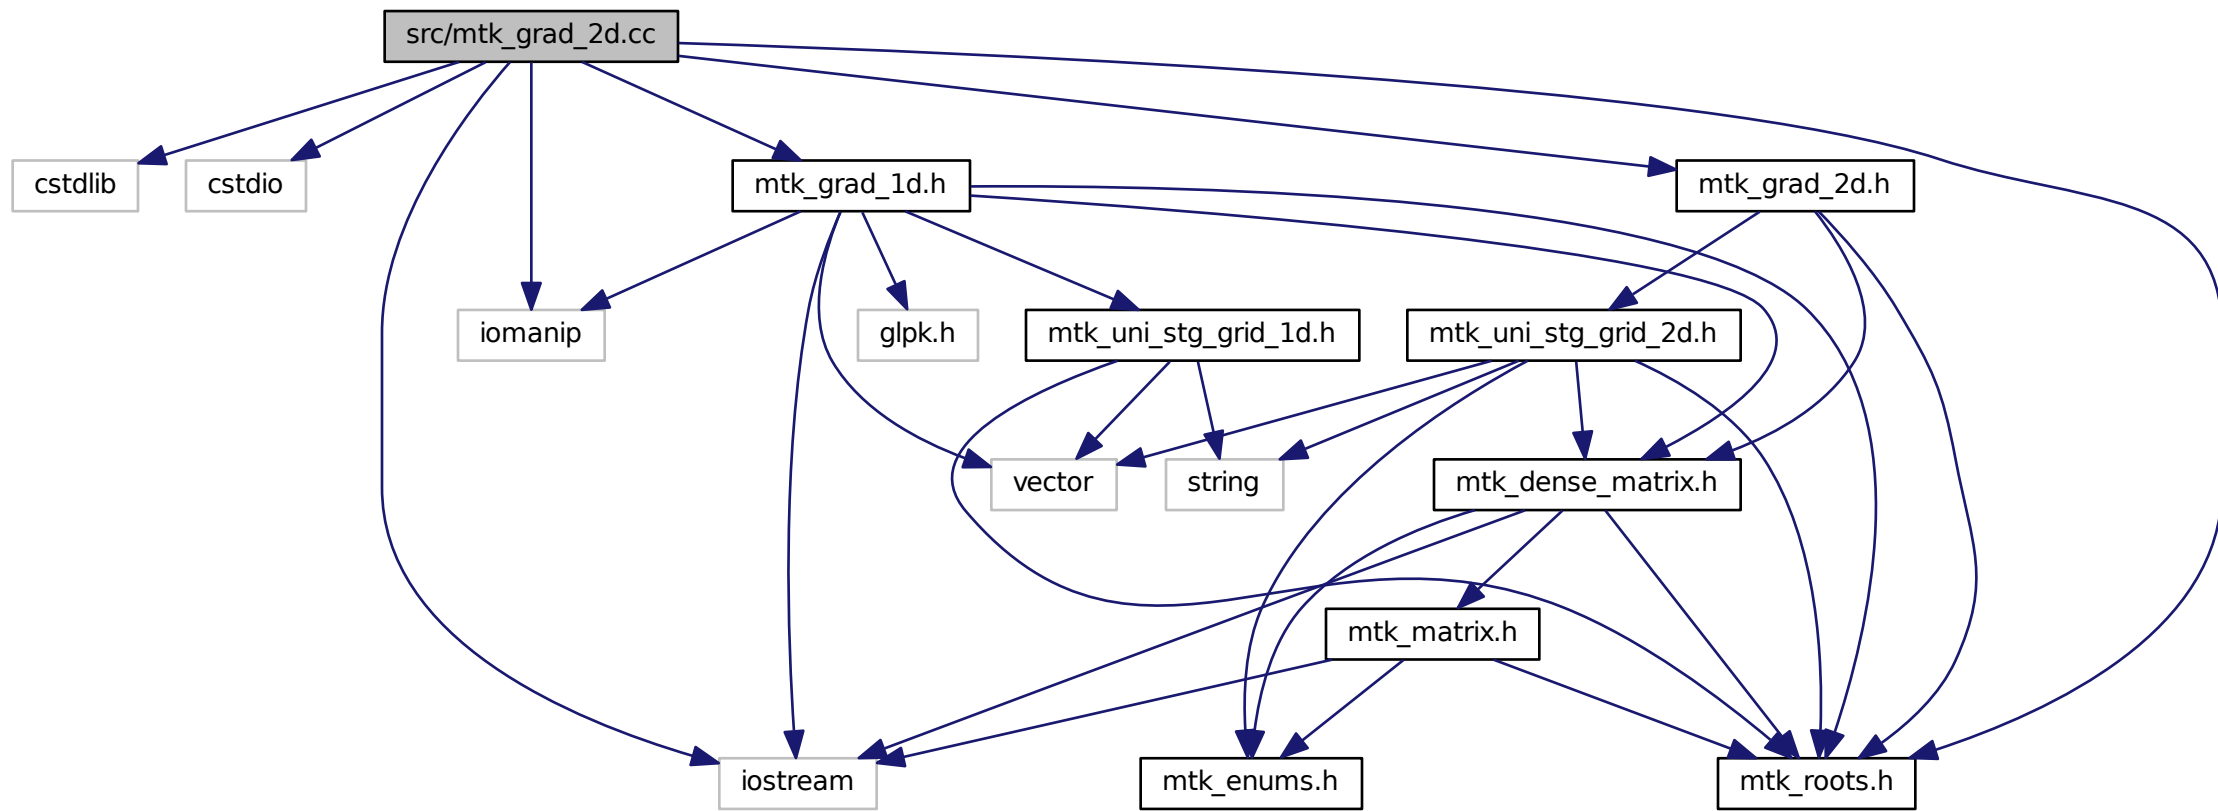 src/mtk_grad_2d.cc
cstdlib
cstdio
mtk_grad_1d.h
mtk_grad_2d.h
iomanip
glpk.h
mtk_uni_stg_grid_1d.h
mtk_uni_stg_grid_2d.h
vector
string
mtk_dense_matrix.h
mtk_matrix.h
iostream
mtk_enums.h
mtk_roots.h